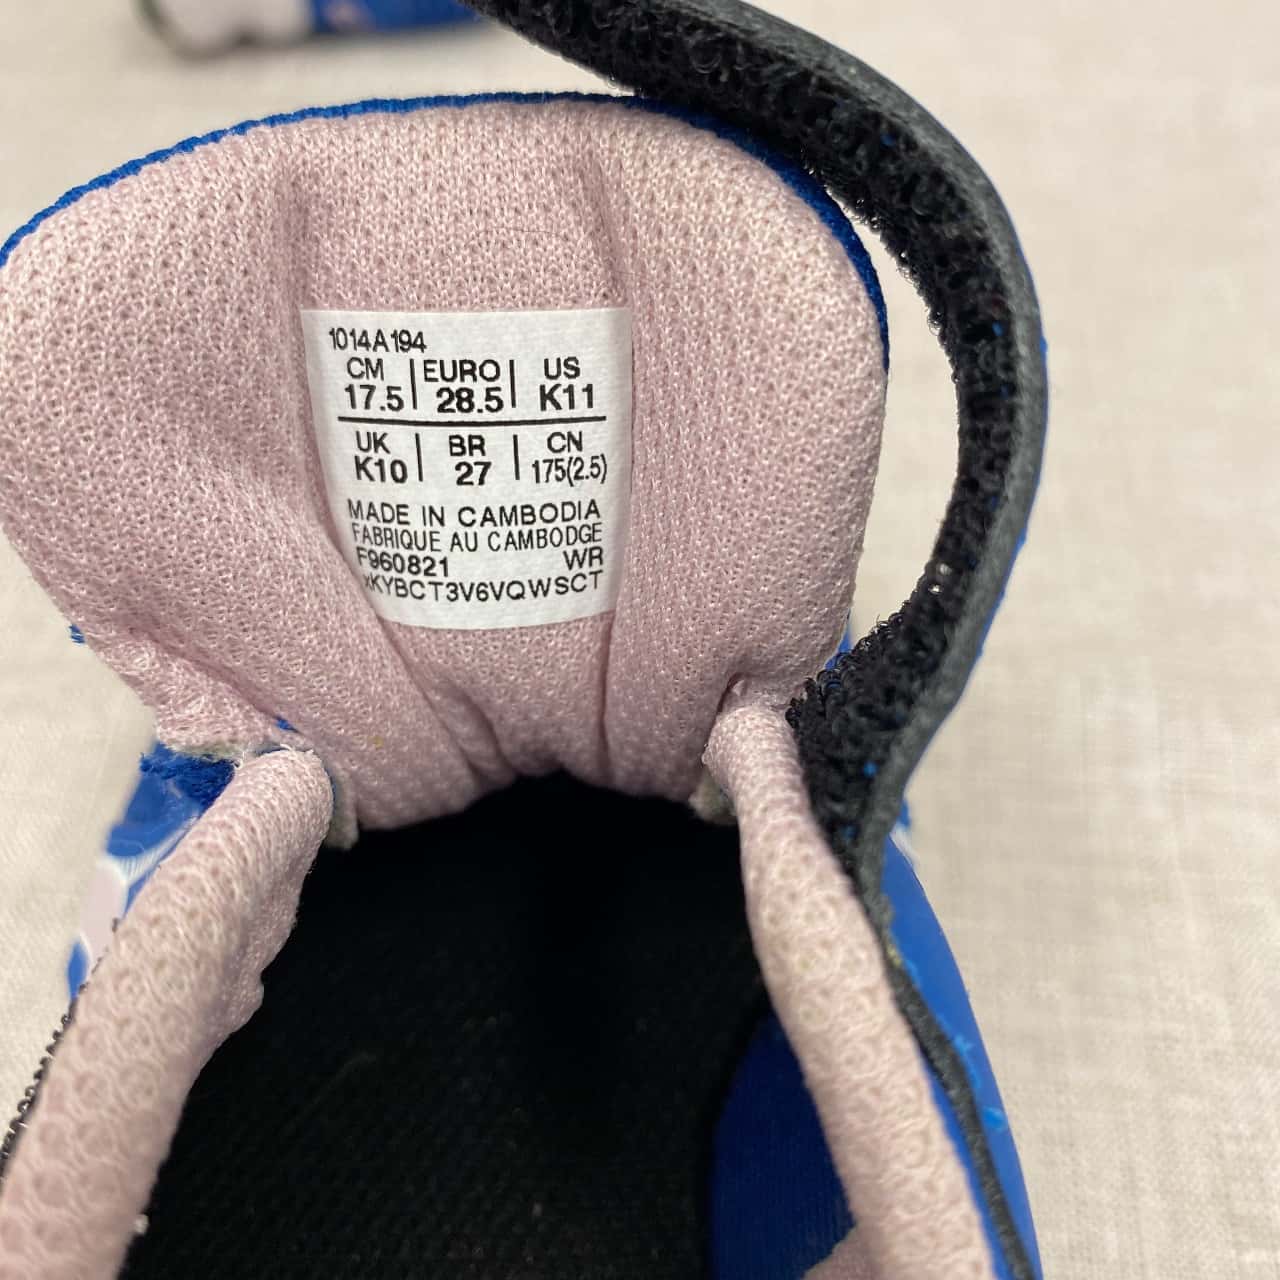 1014A194
CM | EURO | US
17.5 | 28.5 | K11
UK | BR | CN
K10 | 27 | 175(2.5)
MADE IN CAMBODIA
FABRIQUE AU CAMBODGE
F960821 WR
xKYBCT3V6VQWSCT